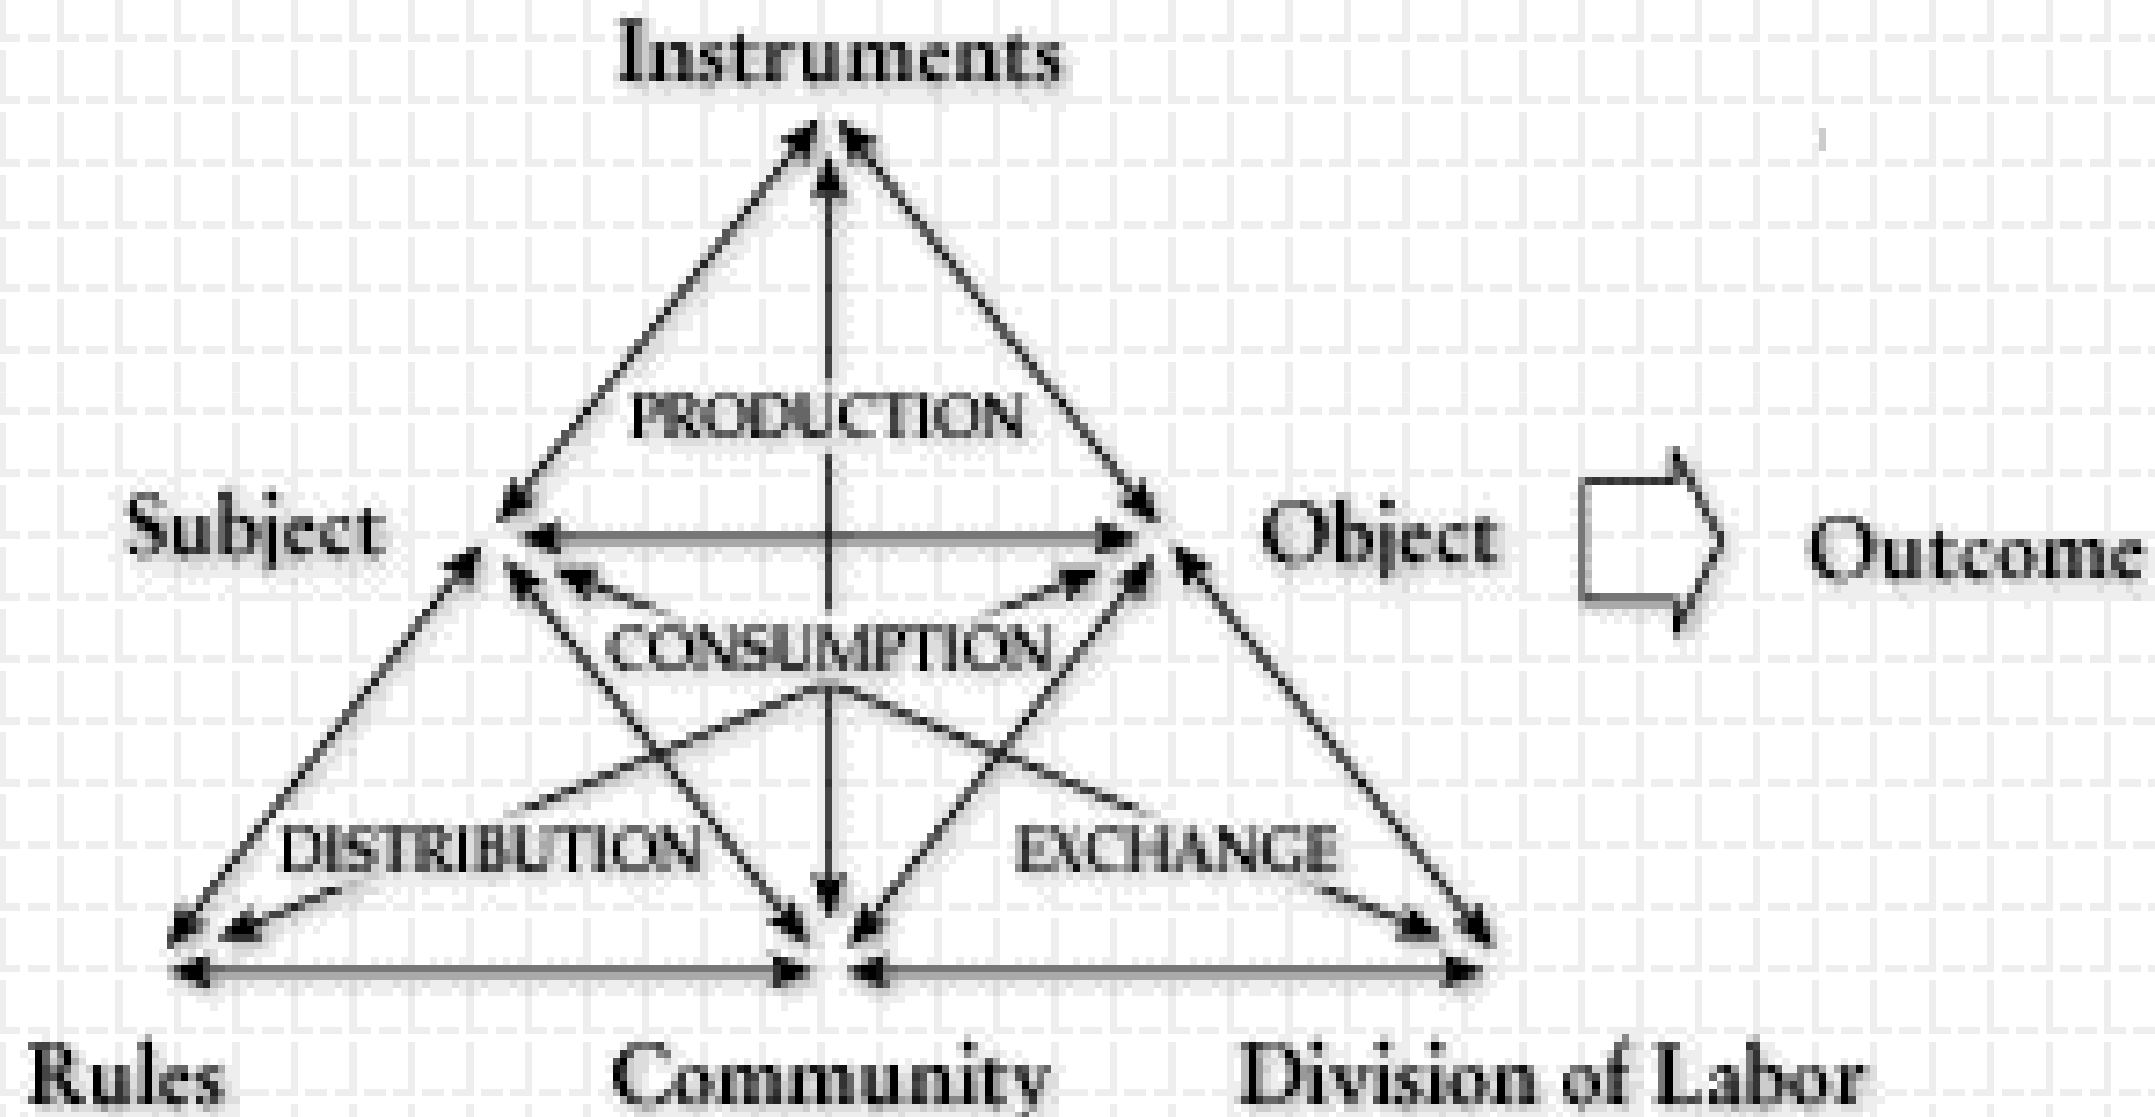 Instruments
PRODUCTION
Subject
Object
Outcome
CONSUMPTION
DISTRIBUTION
EXCHANGE
Rules
Community
Division of Labor